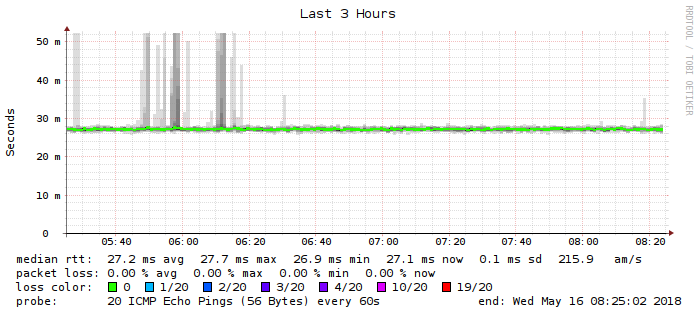 Last 3 Hours
RRDTOOL / TOBI OETIKER
Seconds
50 m
40 m
30 m
20 m
10 m
0
05:40 06:00 06:20 06:40 07:00 07:20 07:40 08:00 08:20
median rtt: 27.2 ms avg 27.7 ms max 26.9 ms min 27.1 ms now 0.1 ms sd 215.9 am/s
packet loss: 0.00 % avg 0.00 % max 0.00 % min 0.00 % now
loss color: 0 1/20 2/20 3/20 4/20 10/20 19/20
probe: 20 ICMP Echo Pings (56 Bytes) every 60s end: Wed May 16 08:25:02 2018